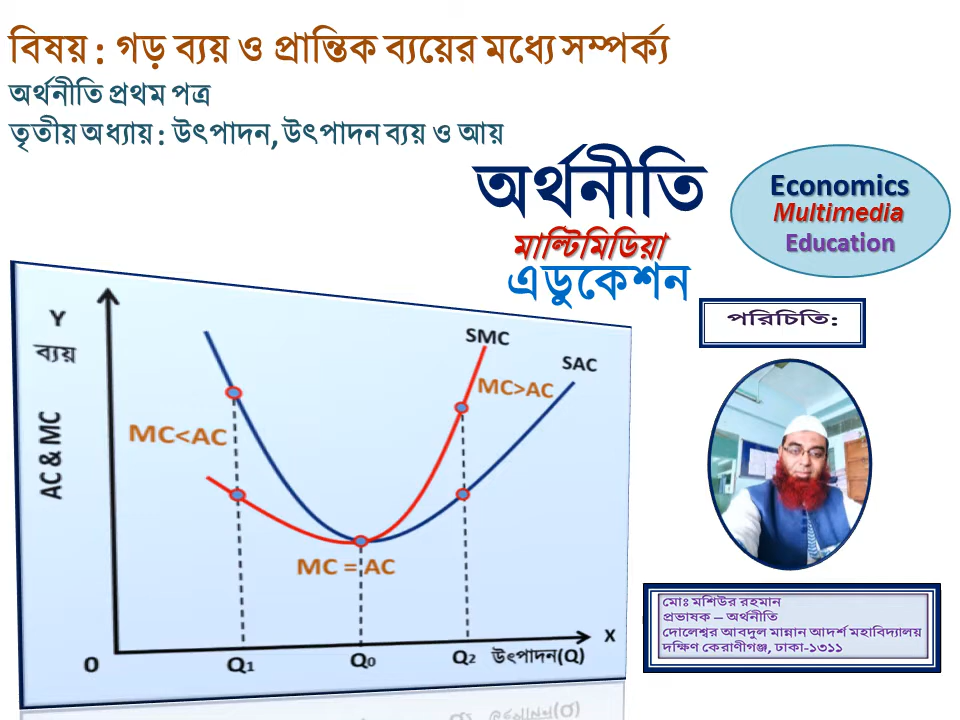 বিষয় : গড় ব্যয় ও প্রান্তিক ব্যয়ের মধ্যে সম্পর্ক্য
অর্থনীতি প্রথম পত্র
তৃতীয় অধ্যায় : উৎপাদন, উৎপাদন ব্যয় ও আয়
অর্থনীতি
মাল্টিমিডিয়া
এডুকেশন
Economics
Multimedia
Education
পরিচিতি:
Y
ব্যয়
AC & MC
SMC
SAC
MC>AC
MC<AC
MC = AC
0
Q1
Q0
Q2
উৎপাদন(Q)
X
মোঃ মশিউর রহমান
প্রভাষক – অর্থনীতি
দোলেশ্বর আবদুল মান্নান আদর্শ মহাবিদ্যালয়
দক্ষিণ কেরাণীগঞ্জ, ঢাকা-১৩১১